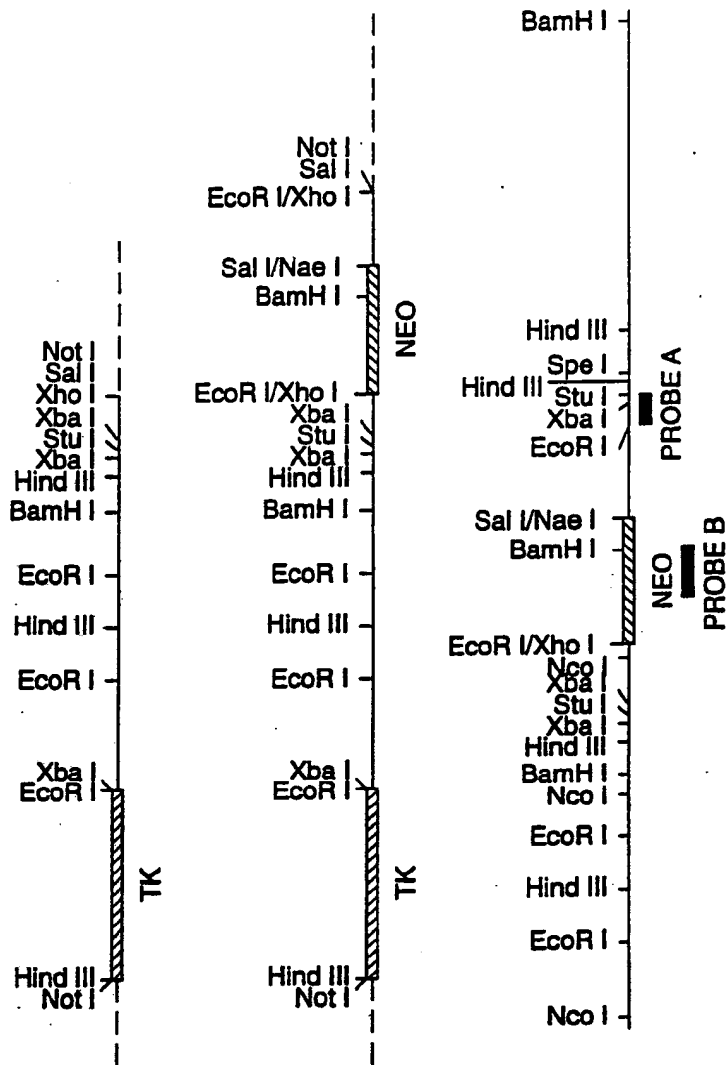 Not I
Sal I
Xho I
Xba I
Stu I
Xba I
Hind III
BamH I
EcoR I
Hind III
EcoR I
Xba I
EcoR I
TK
Hind III
Not I
Not I
Sal I
EcoR I/Xho I
Sal I/Nae I
BamH I
NEO
EcoR I/Xho I
Xba I
Stu I
Xba I
Hind III
BamH I
EcoR I
Hind III
EcoR I
Xba I
EcoR I
TK
Hind III
Not I
BamH I
Hind III
Spe I
Hind III
Stu I
Xba I
EcoR I
PROBE A
Sal I/Nae I
BamH I
NEO
PROBE B
EcoR I/Xho I
Nco I
Xba I
Stu I
Xba I
Hind III
BamH I
Nco I
EcoR I
Hind III
EcoR I
Nco I